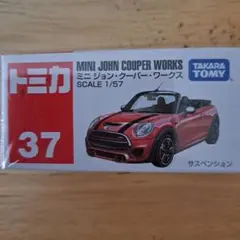 トミカ
37
MINI JOHN COUPER WORKS
ミニ ジョン・クーパー・ワークス
SCALE 1/57
TAKARA
TOMY
サスペンション